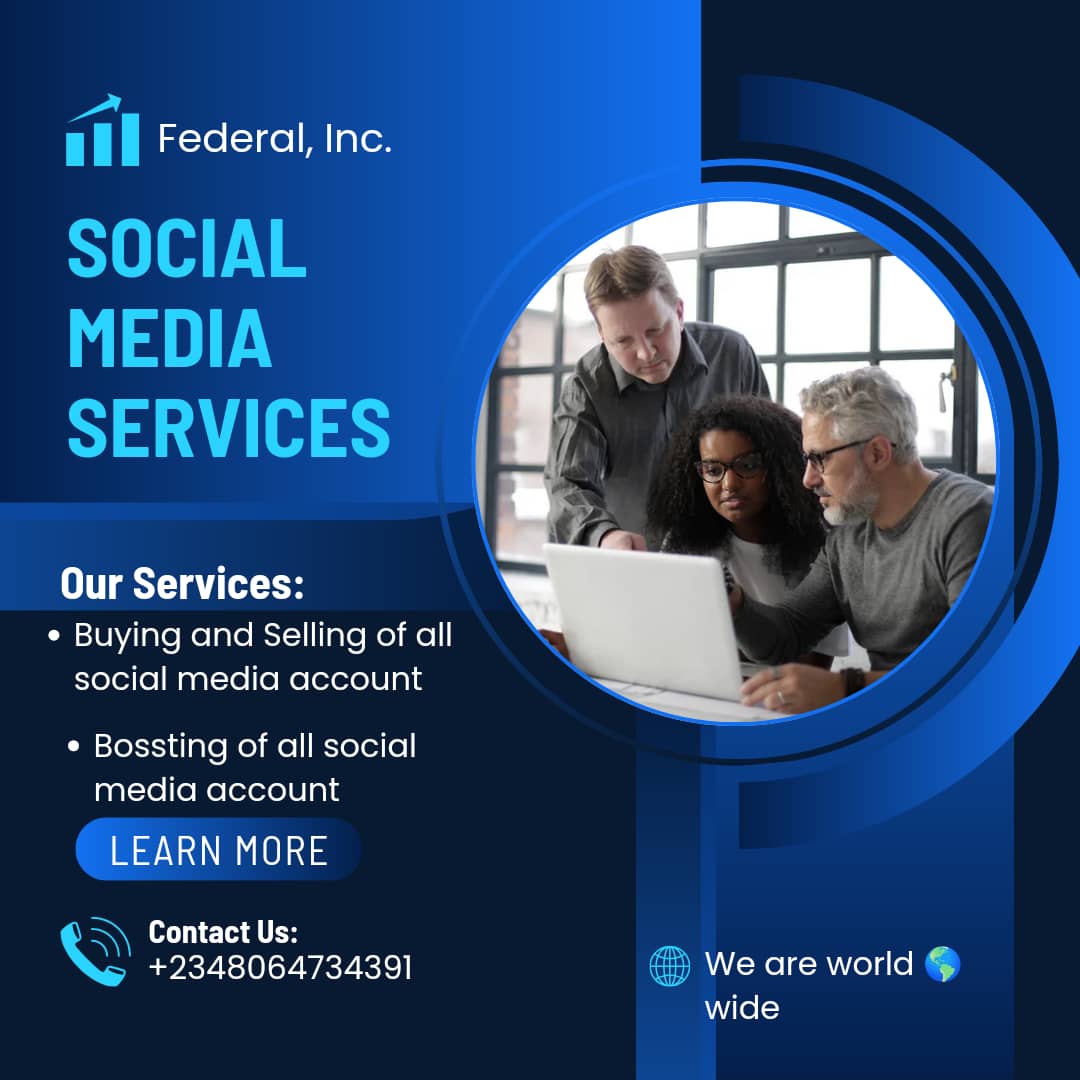 Federal, Inc.
SOCIAL
MEDIA
SERVICES
Our Services:
• Buying and Selling of all
social media account
• Bossting of all social
media account
LEARN MORE
Contact Us:
+2348064734391
We are world 🌎
wide